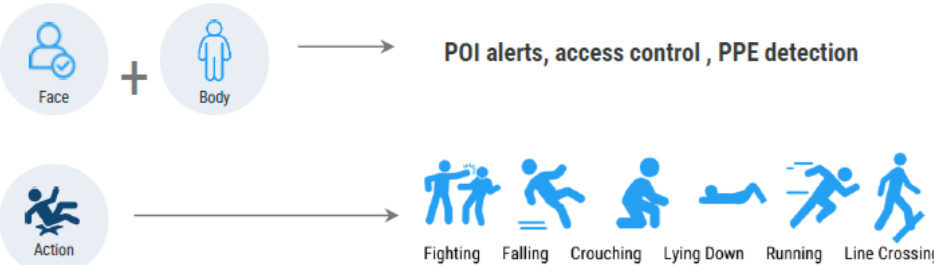 Face
+
Body
POI alerts, access control , PPE detection
Action
Fighting
Falling
Crouching
Lying Down
Running
Line Crossing